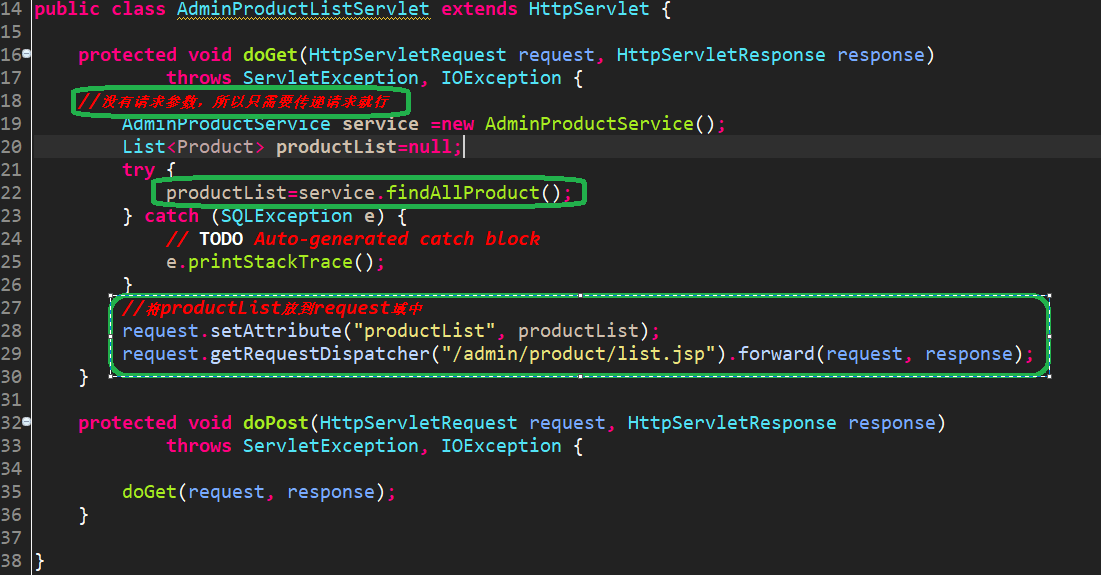 14 public class AdminProductListServlet extends HttpServlet {
15
16 protected void doGet(HttpServletRequest request, HttpServletResponse response)
17 throws ServletException, IOException {
18 //没有请求参数，所以只需要传递请求就行
19 AdminProductService service =new AdminProductService();
20 List<Product> productList=null;
21 try {
22 productList=service.findAllProduct();
23 } catch (SQLException e) {
24 // TODO Auto-generated catch block
25 e.printStackTrace();
26 }
27 //将productList放到request域中
28 request.setAttribute("productList", productList);
29 request.getRequestDispatcher("/admin/product/list.jsp").forward(request, response);
30 }
31
32 protected void doPost(HttpServletRequest request, HttpServletResponse response)
33 throws ServletException, IOException {
34
35 doGet(request, response);
36 }
37
38 }